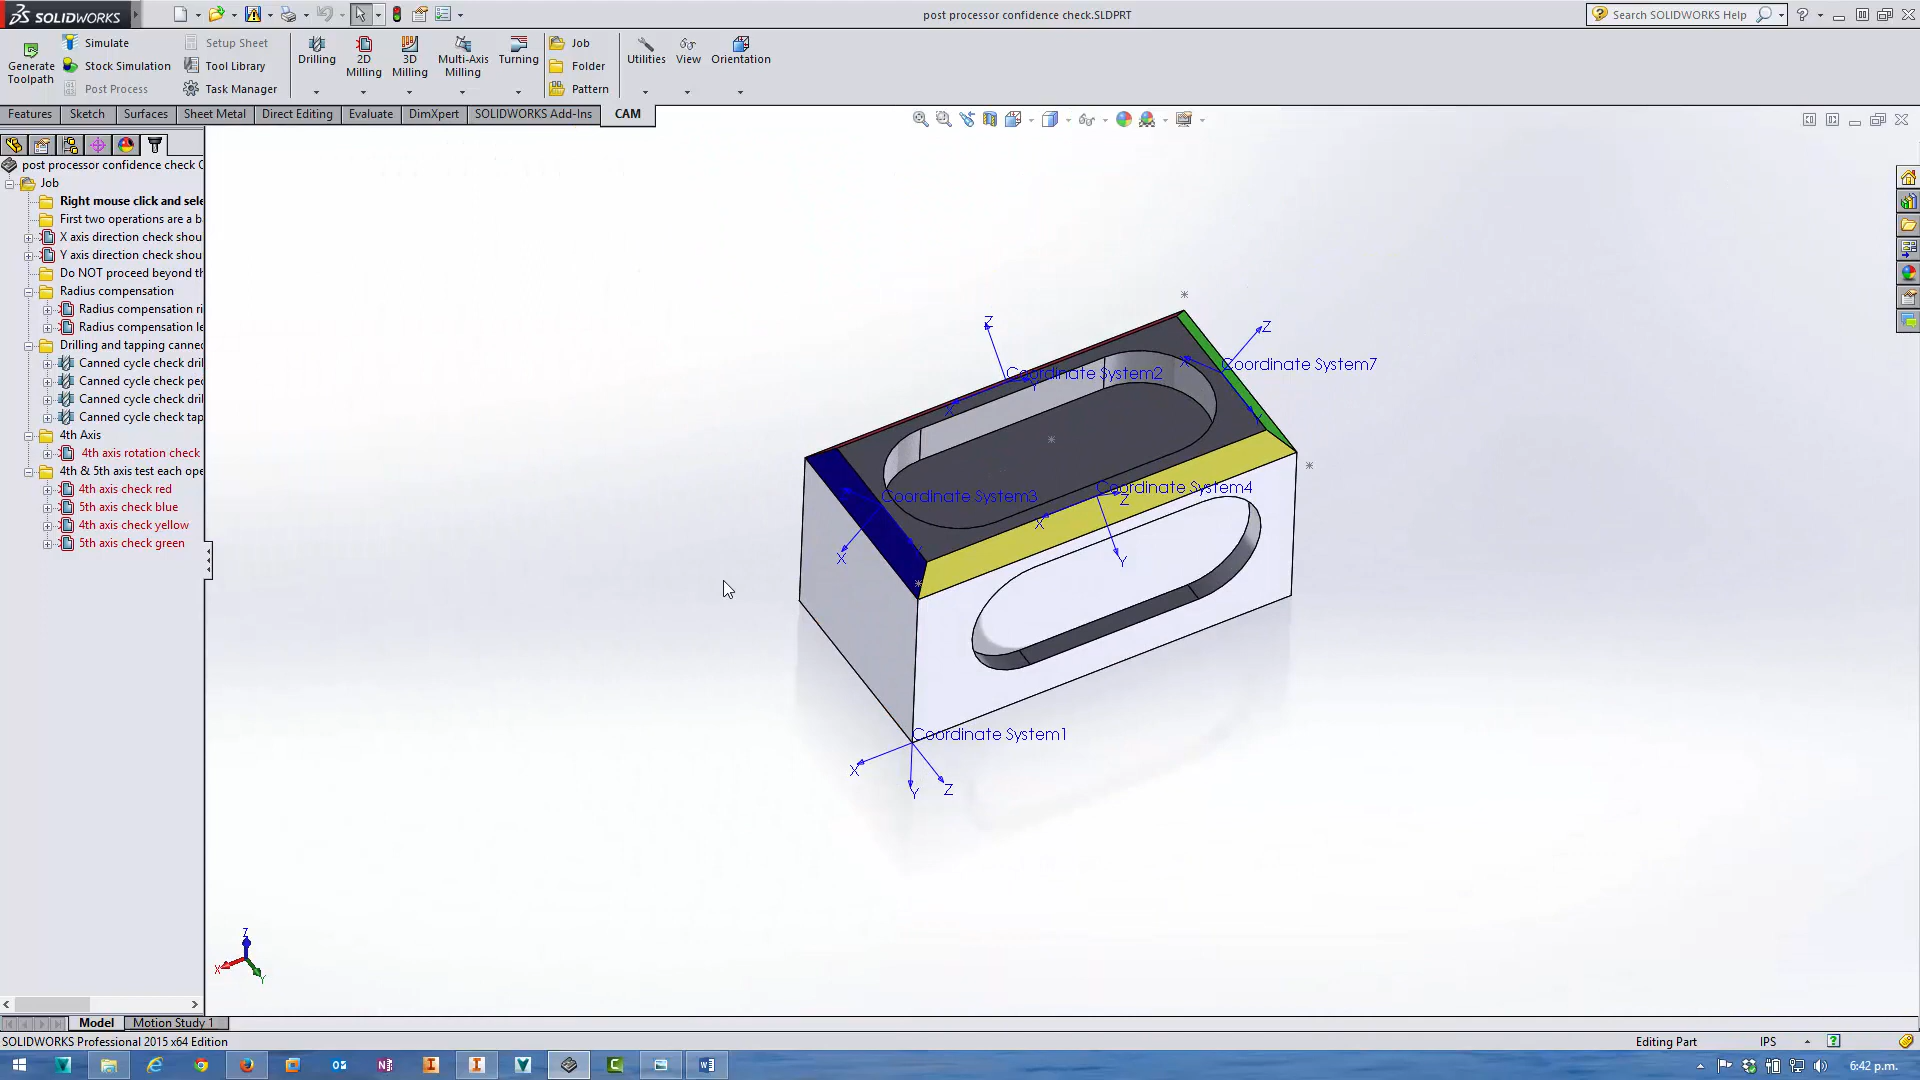 SOLIDWORKS
post processor confidence check.SLDPRT
Search SOLIDWORKS Help
Generate Toolpath
Simulate
Stock Simulation
Post Process
Setup Sheet
Tool Library
Task Manager
Drilling
2D Milling
3D Milling
Multi-Axis Milling
Turning
Job
Folder
Pattern
Utilities
View
Orientation
Features
Sketch
Surfaces
Sheet Metal
Direct Editing
Evaluate
DimXpert
SOLIDWORKS Add-Ins
CAM
post processor confidence check C
Job
Right mouse click and sele
First two operations are a b
X axis direction check shou
Y axis direction check shou
Do NOT proceed beyond th
Radius compensation
Radius compensation ri
Radius compensation le
Drilling and tapping canne
Canned cycle check dril
Canned cycle check pec
Canned cycle check dril
Canned cycle check tap
4th Axis
4th axis rotation check
4th & 5th axis test each ope
4th axis check red
5th axis check blue
4th axis check yellow
5th axis check green
Z
Z
Coordinate System2
Y
X
X
Coordinate System7
Y
Coordinate System3
X
Coordinate System4
Z
X
Y
Coordinate System1
X
Y
Z
Z
X
Y
Model
Motion Study 1
SOLIDWORKS Professional 2015 x64 Edition
Editing Part
IPS
6:42 p.m.